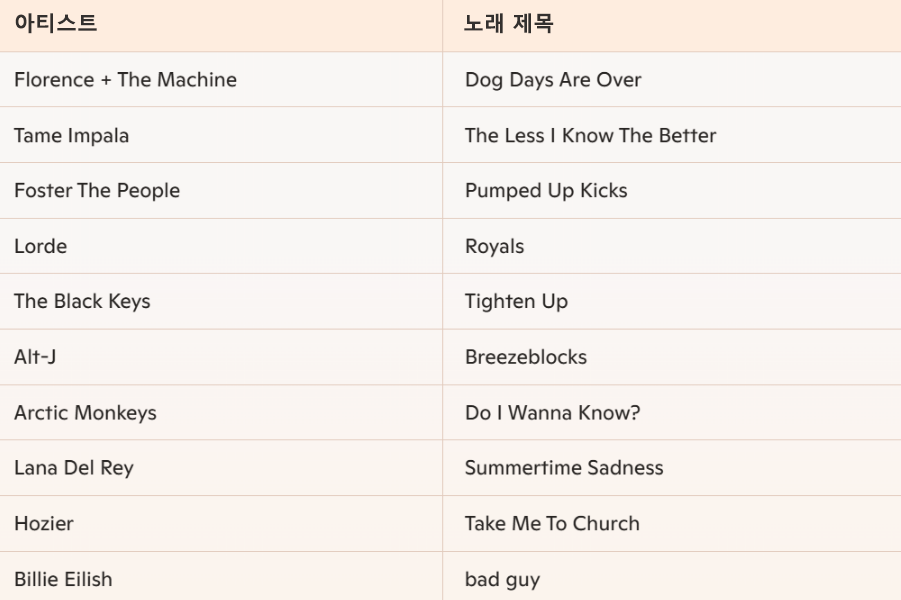 아티스트 노래 제목
Florence + The Machine Dog Days Are Over
Tame Impala The Less I Know The Better
Foster The People Pumped Up Kicks
Lorde Royals
The Black Keys Tighten Up
Alt-J Breezeblocks
Arctic Monkeys Do I Wanna Know?
Lana Del Rey Summertime Sadness
Hozier Take Me To Church
Billie Eilish bad guy